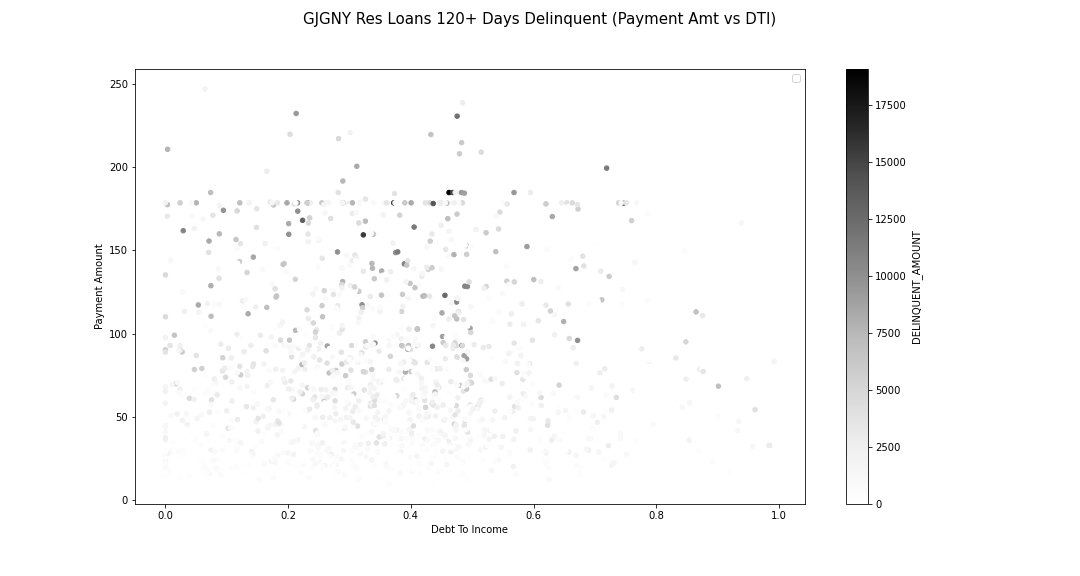 GJGNY Res Loans 120+ Days Delinquent (Payment Amt vs DTI)
250
200
150
100
50
0
Payment Amount
0.0 0.2 0.4 0.6 0.8 1.0
Debt To Income
17500
15000
12500
10000
7500
5000
2500
0
DELINQUENT_AMOUNT